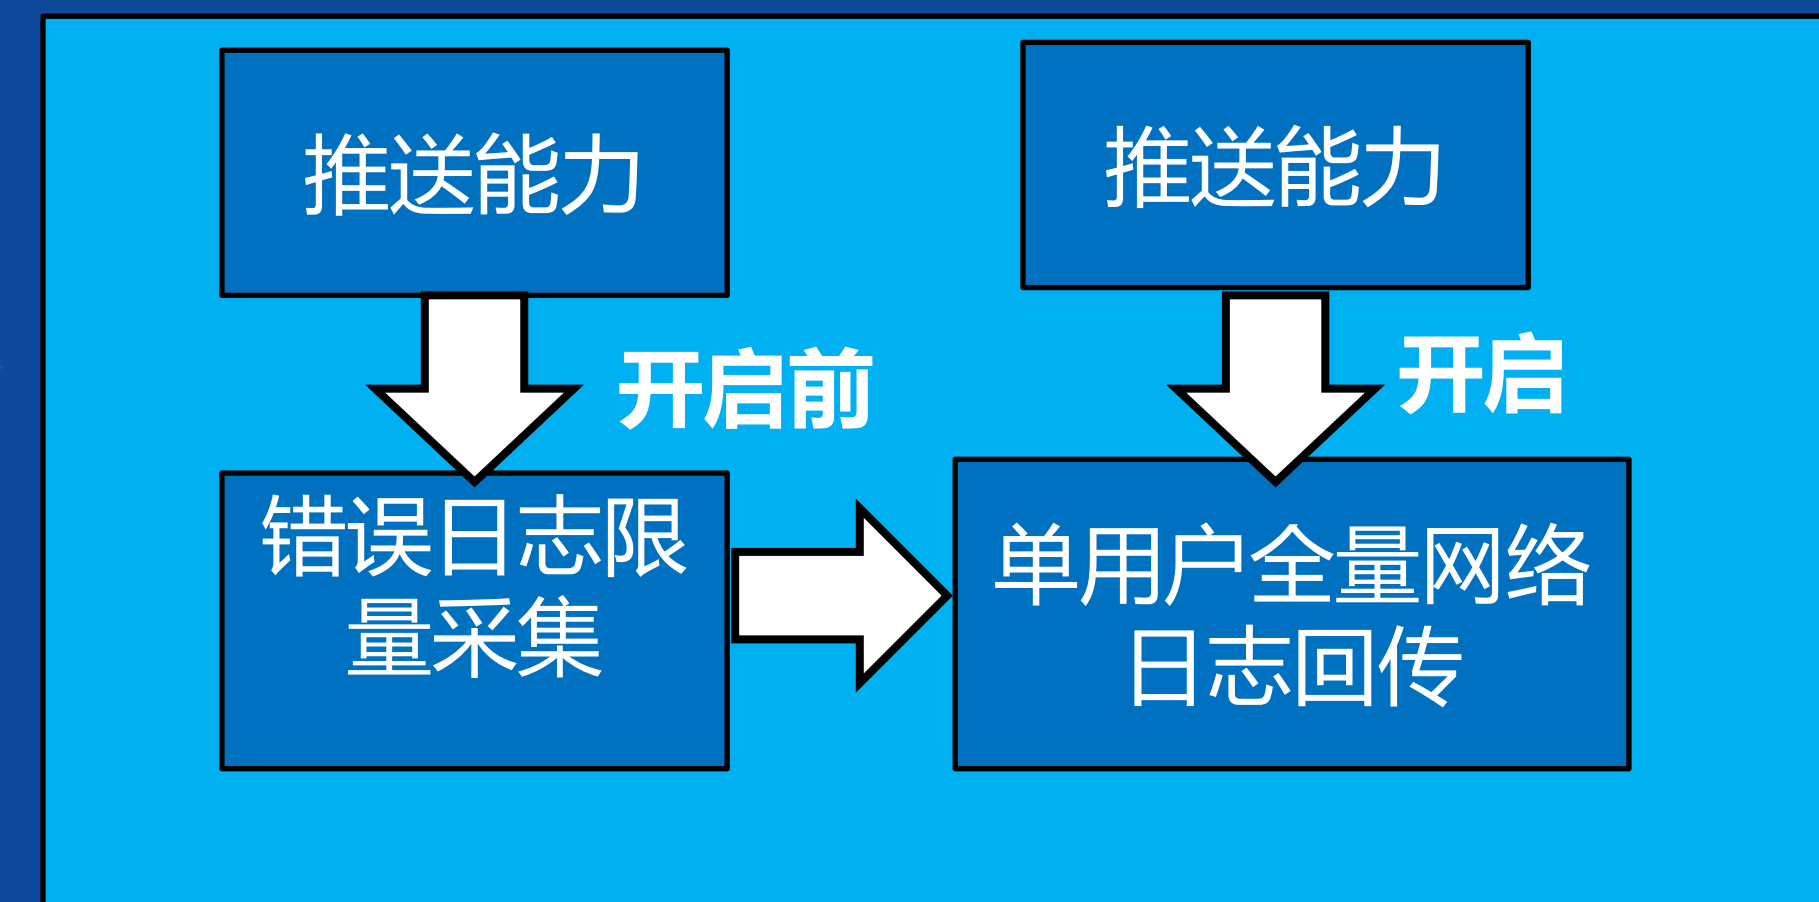 推送能力
推送能力
开启前
开启
错误日志限
量采集
单用户全量网络
日志回传